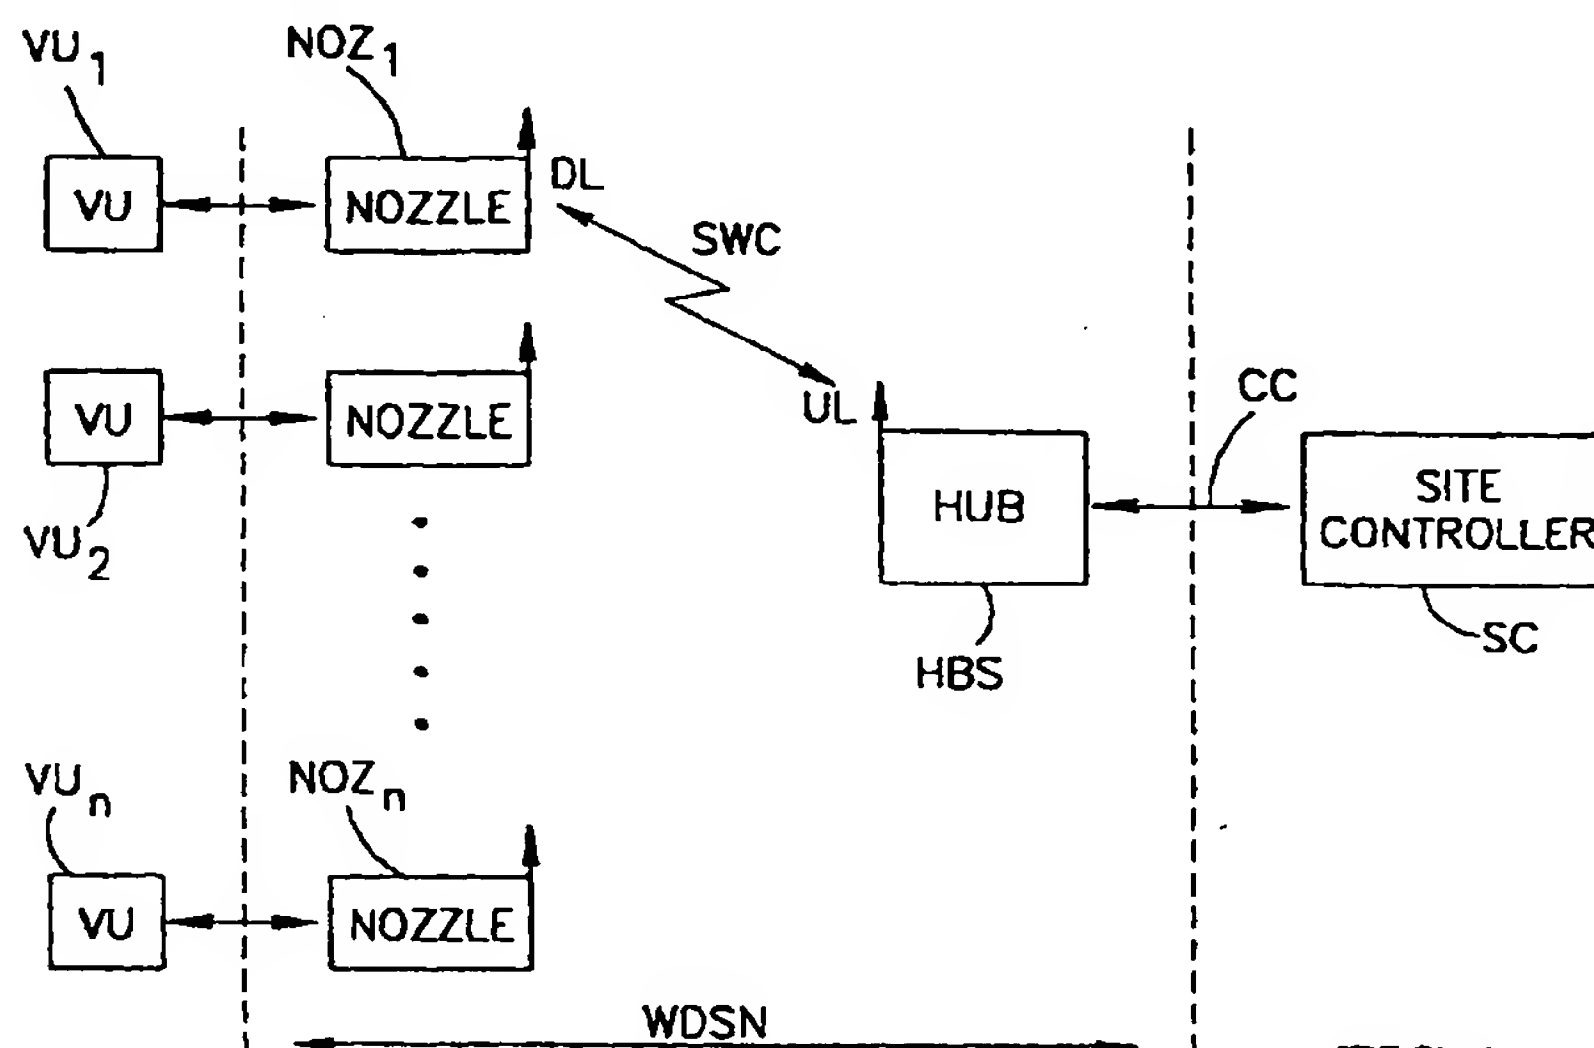 VU1
NOZ1
VU
NOZZLE
DL
SWC
VU
NOZZLE
UL
CC
VU2
HUB
SITE
CONTROLLER
SC
HBS
VUn
NOZn
VU
NOZZLE
WDSN